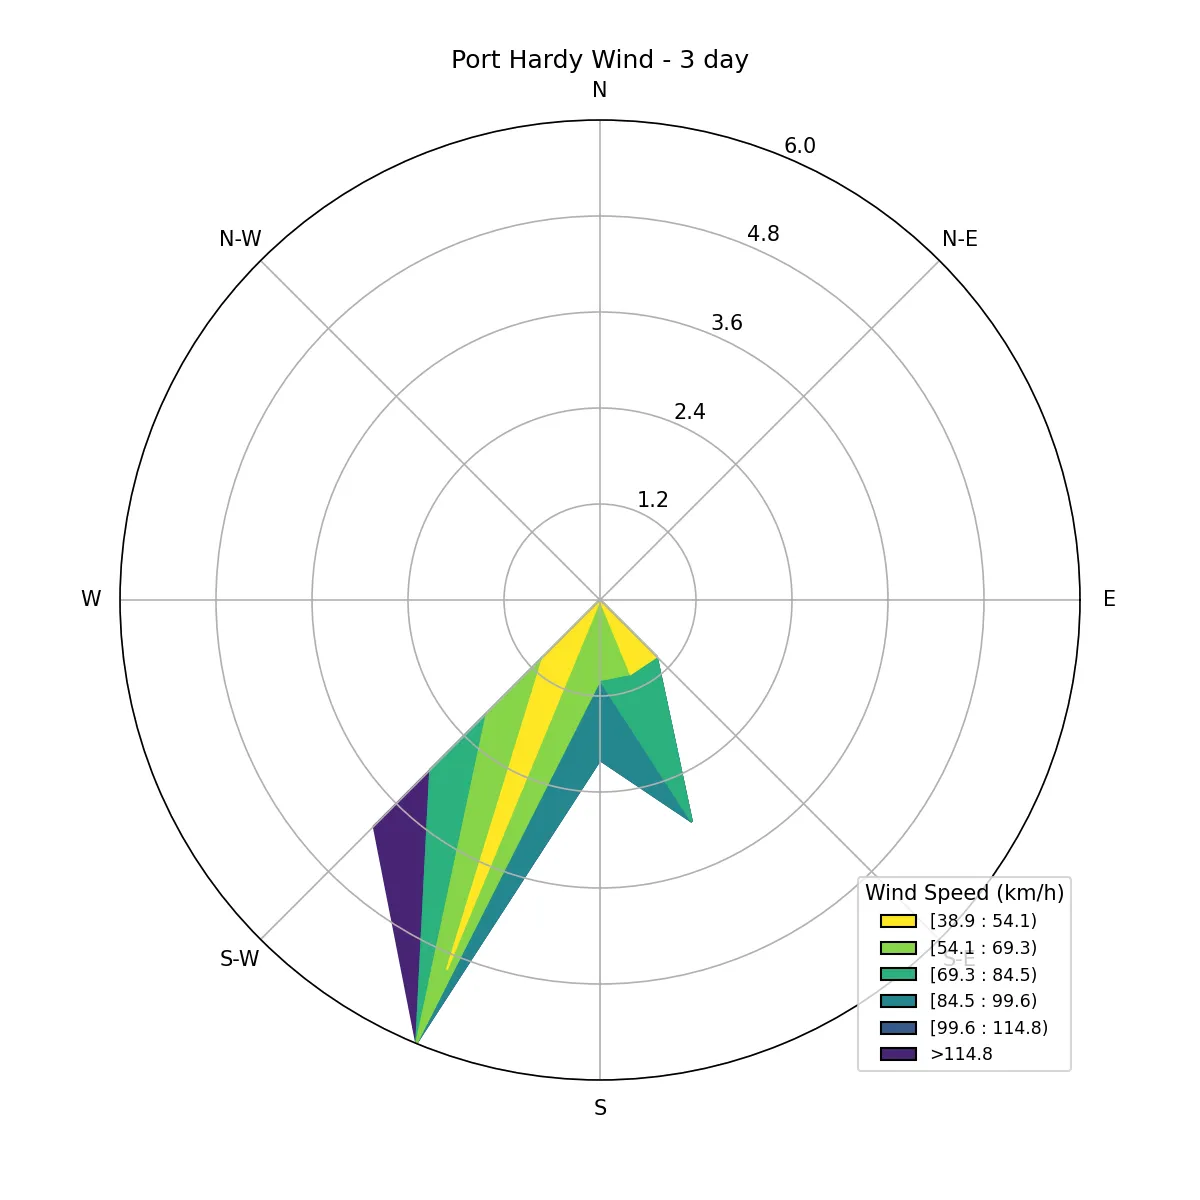 Port Hardy Wind - 3 day
N
6.0
N-W
N-E
4.8
3.6
2.4
1.2
W
E
S-W
S-E
Wind Speed (km/h)
[38.9 : 54.1)
[54.1 : 69.3)
[69.3 : 84.5)
[84.5 : 99.6)
[99.6 : 114.8)
>114.8
S